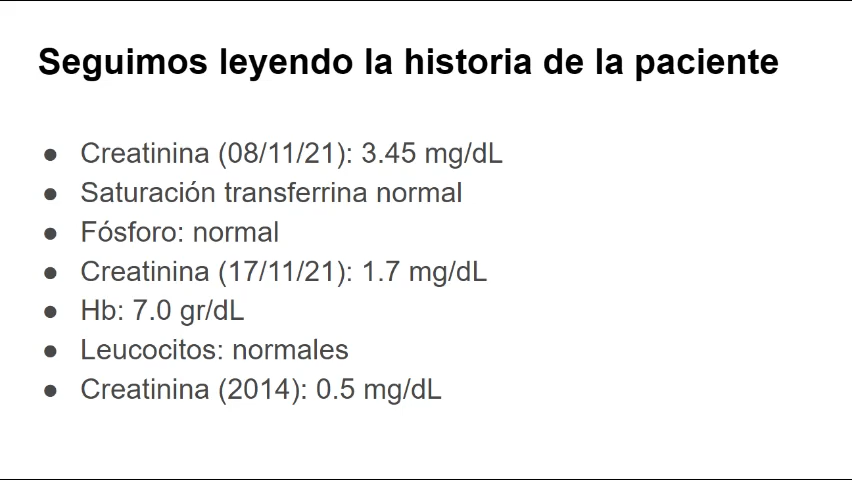 Seguimos leyendo la historia de la paciente
● Creatinina (08/11/21): 3.45 mg/dL
● Saturación transferrina normal
● Fósforo: normal
● Creatinina (17/11/21): 1.7 mg/dL
● Hb: 7.0 gr/dL
● Leucocitos: normales
● Creatinina (2014): 0.5 mg/dL